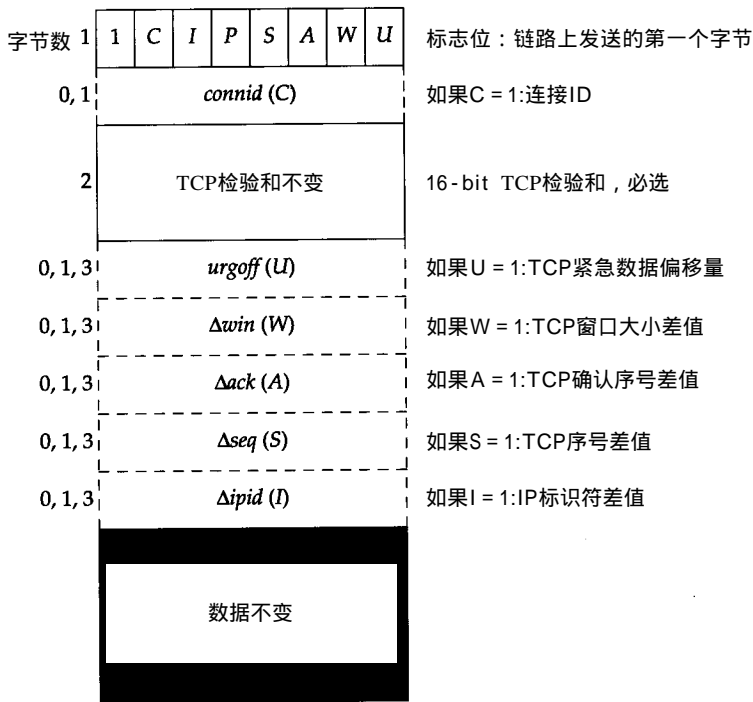 字节数 1 1 C I P S A W U 标志位：链路上发送的第一个字节
0, 1 connid (C) 如果C = 1:连接ID
2 TCP检验和不变 16-bit TCP检验和，必选
0, 1, 3 urgoff (U) 如果U = 1:TCP紧急数据偏移量
0, 1, 3 Δwin (W) 如果W = 1:TCP窗口大小差值
0, 1, 3 Δack (A) 如果A = 1:TCP确认序号差值
0, 1, 3 Δseq (S) 如果S = 1:TCP序号差值
0, 1, 3 Δipid (I) 如果I = 1:IP标识符差值
数据不变